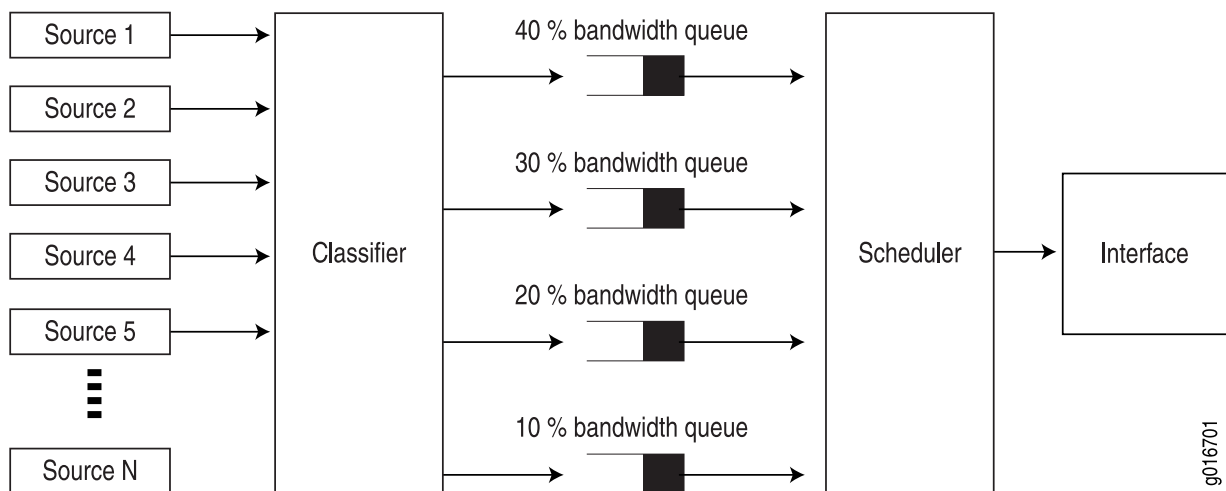 Source 1
Source 2
Source 3
Source 4
Source 5
Source N
Classifier
40 % bandwidth queue
30 % bandwidth queue
20 % bandwidth queue
10 % bandwidth queue
Scheduler
Interface
g016701